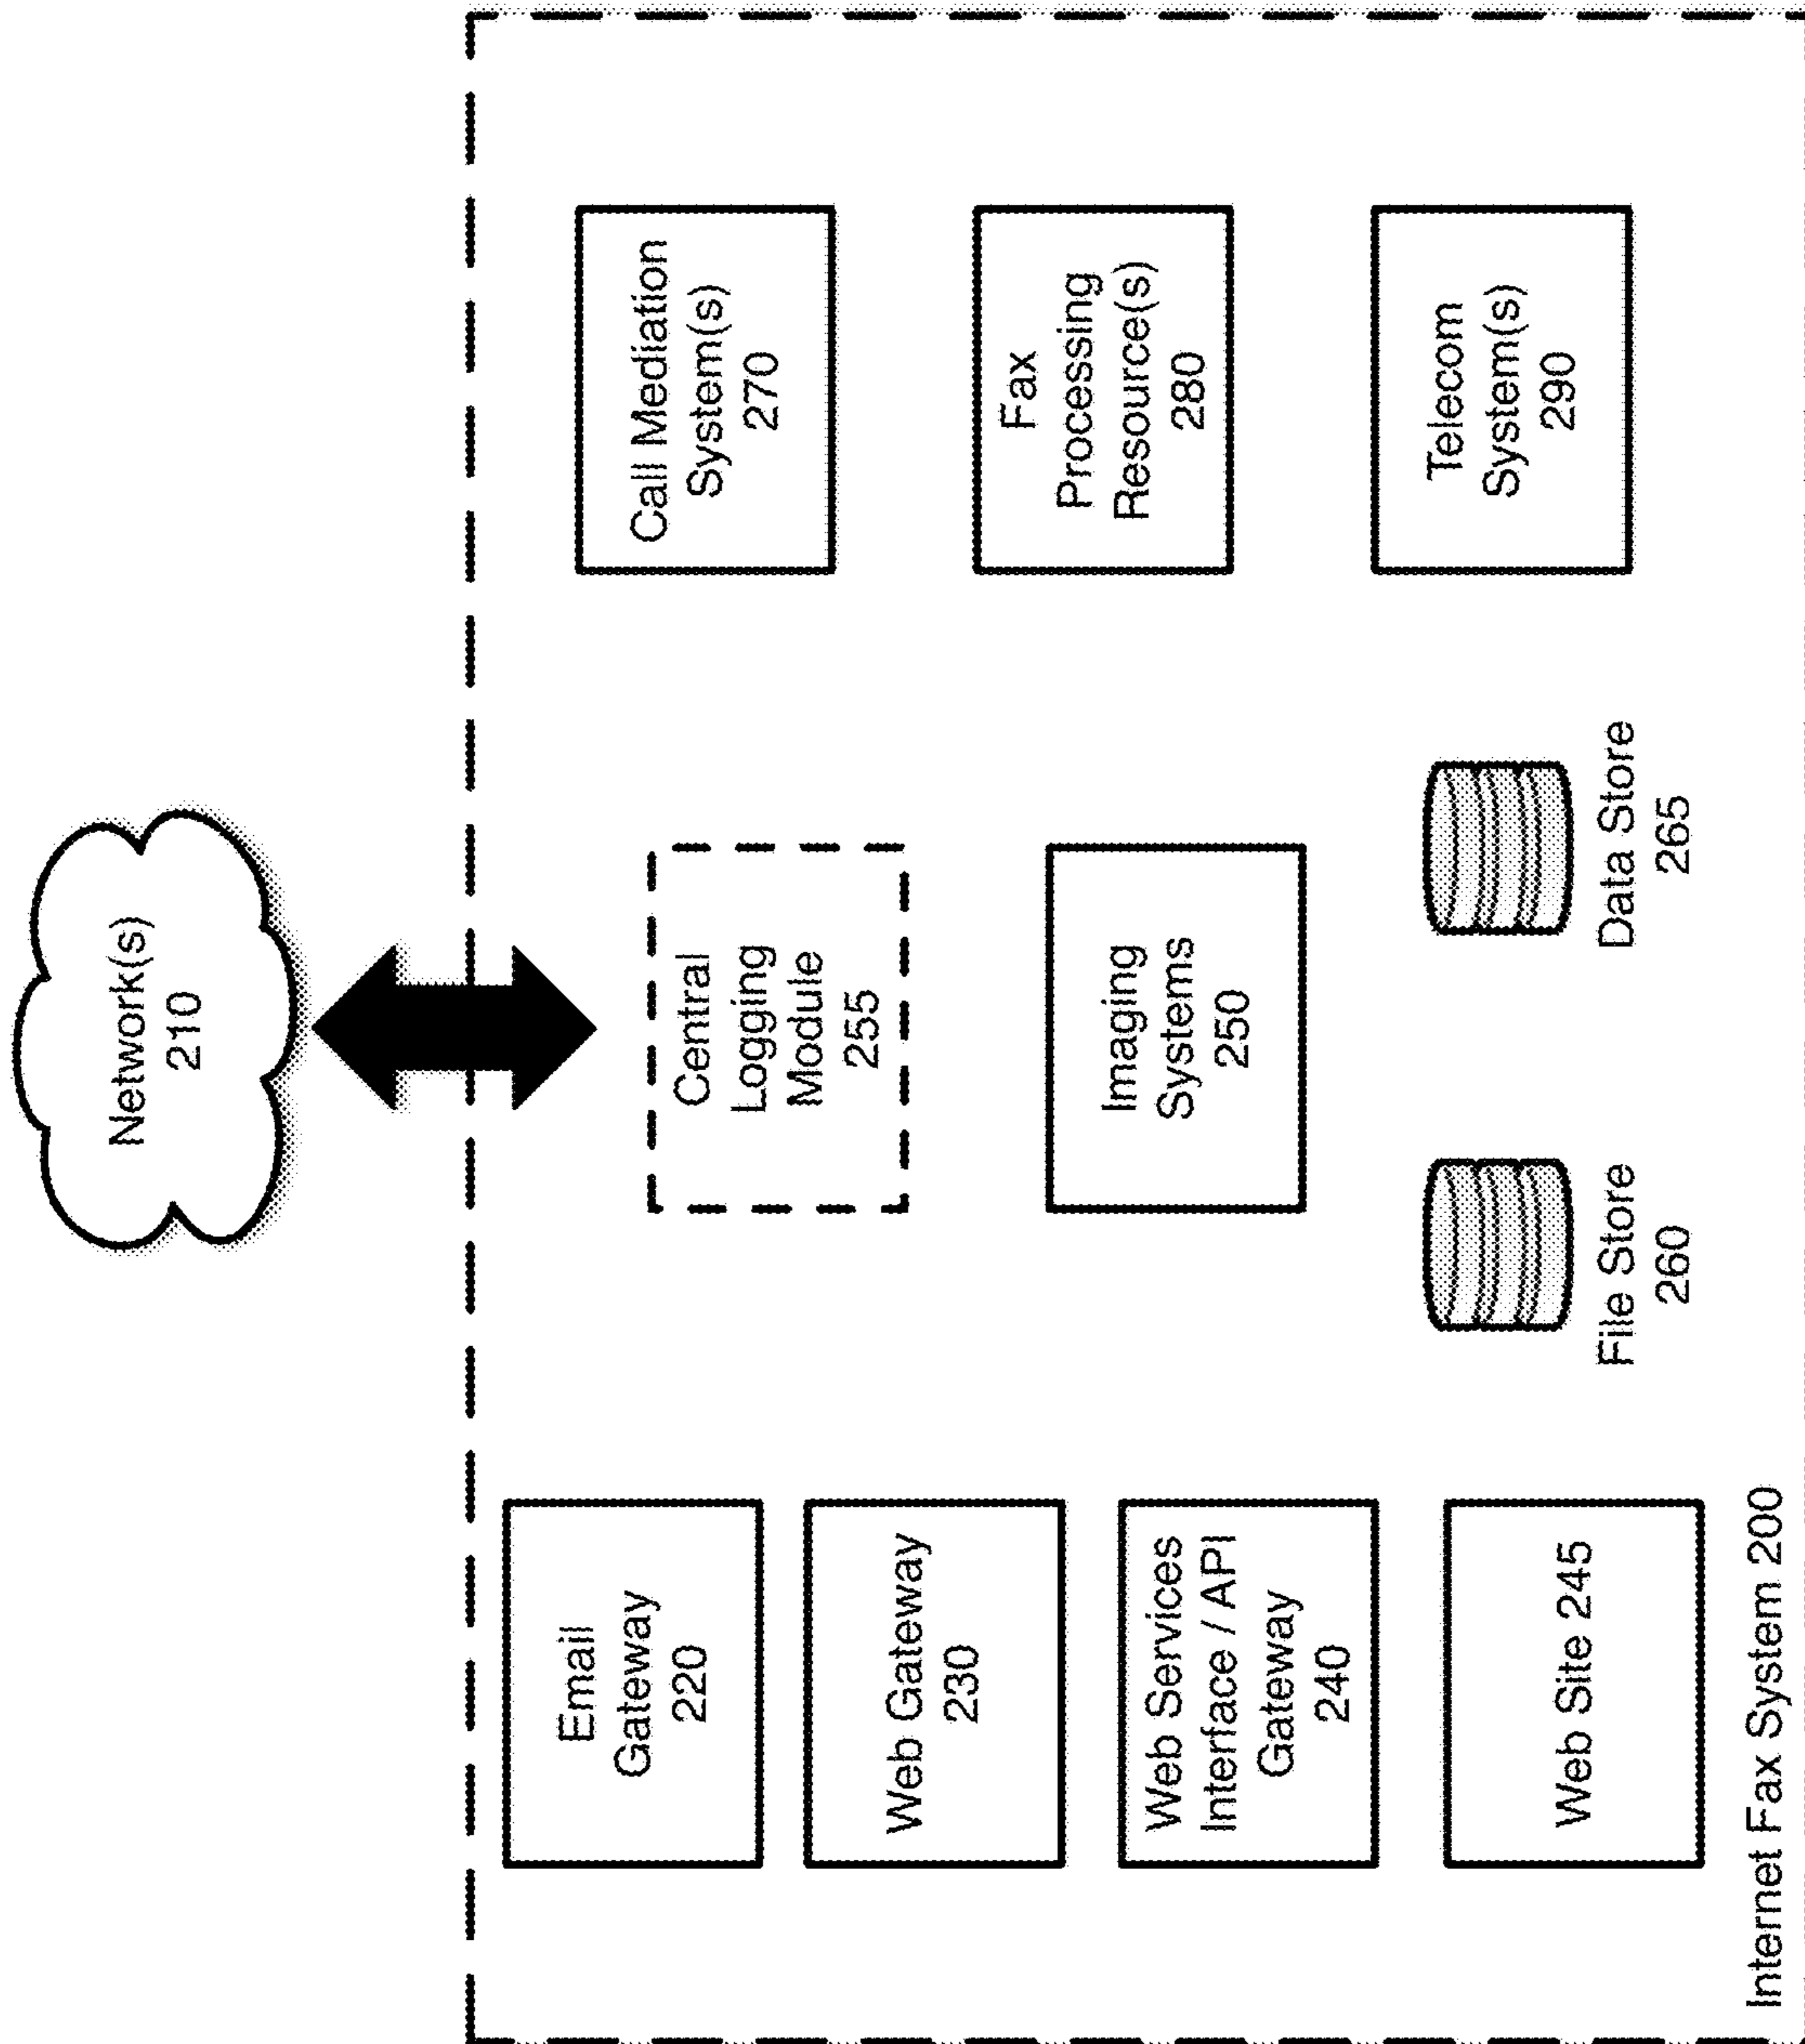 Network(s)
210
Email
Gateway
220
Web Gateway
230
Web Services
Interface / API
Gateway
240
Web Site 245
Central
Logging
Module
255
Imaging
Systems
250
File Store
260
Data Store
265
Call Mediation
System(s)
270
Fax
Processing
Resource(s)
280
Telecom
System(s)
290
Internet Fax System 200